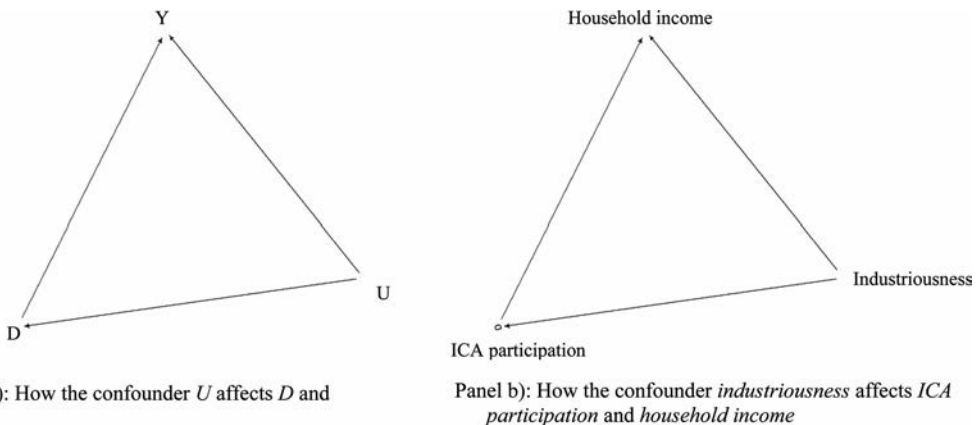 Y
U
D
): How the confounder U affects D and
Household income
Industriousness
ICA participation
Panel b): How the confounder industriousness affects ICA
participation and household income